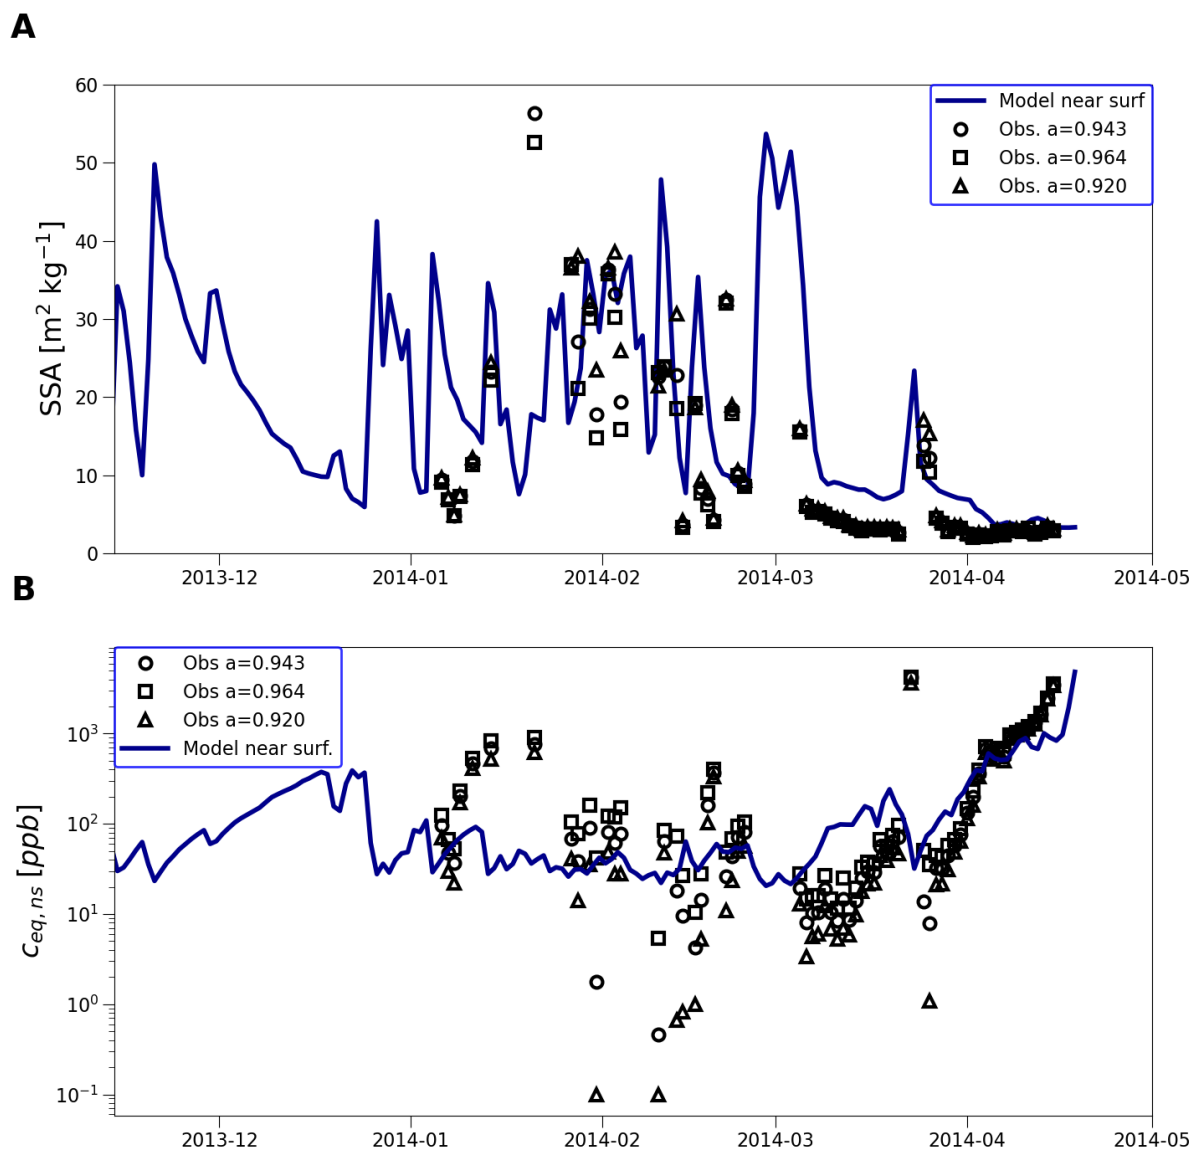 A
60
50
40
30
20
10
0
SSA [m² kg⁻¹]
Model near surf
Obs. a=0.943
Obs. a=0.964
Obs. a=0.920
2013-12 2014-01 2014-02 2014-03 2014-04 2014-05
B
Obs a=0.943
Obs a=0.964
Obs a=0.920
Model near surf.
10³
10²
10¹
10⁰
10⁻¹
c_{eq, ns} [ppb]
2013-12 2014-01 2014-02 2014-03 2014-04 2014-05